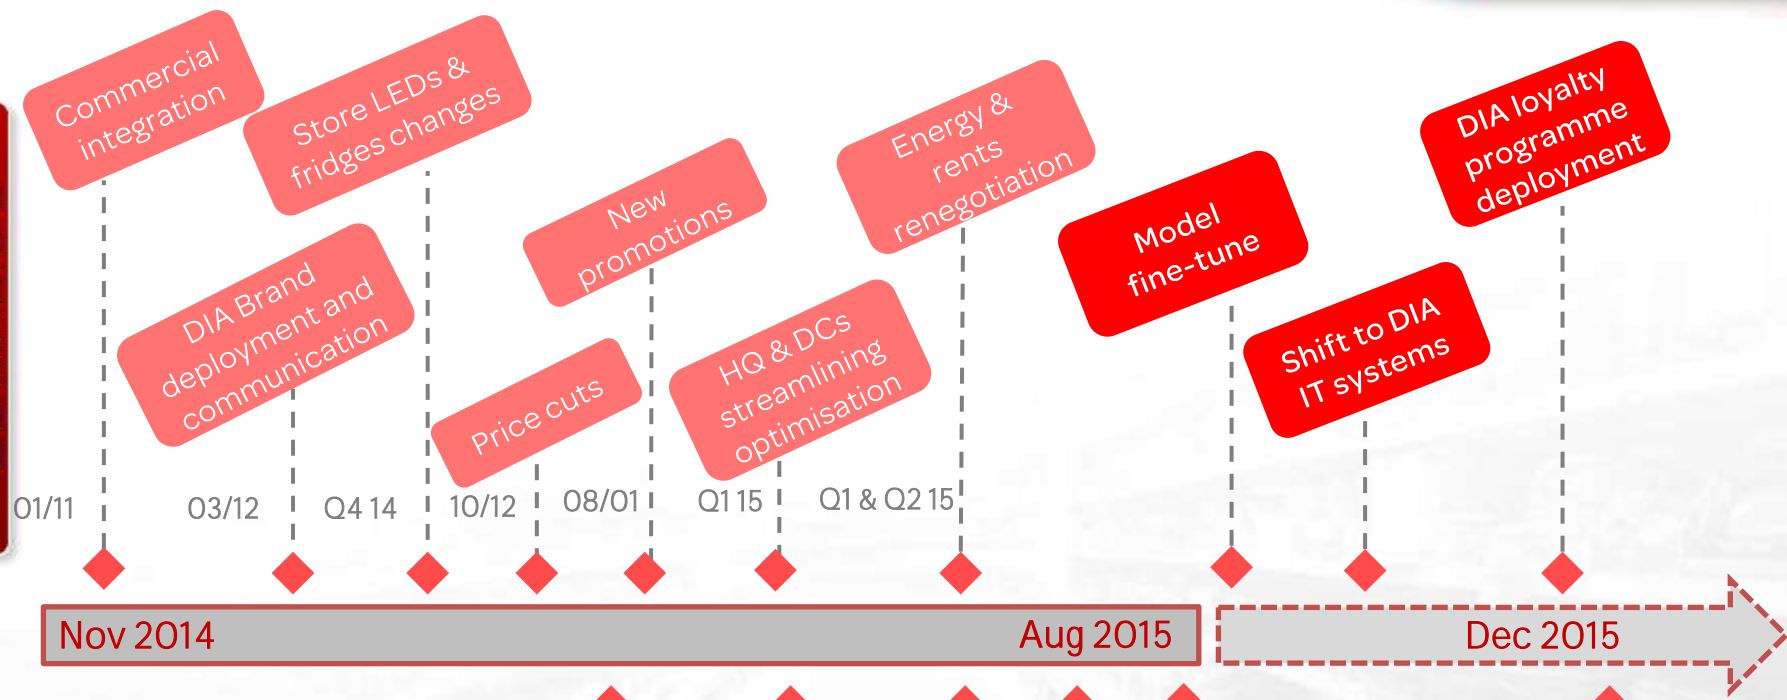 Commercial
integration
Store LEDs &
fridges changes
DIA Brand
deployment and
communication
New
promotions
Price cuts
HQ & DCs
streamlining
optimisation
Energy &
rents
renegotiation
Model
fine-tune
Shift to DIA
IT systems
DIA loyalty
programme
deployment
01/11
03/12
Q4 14
10/12
08/01
Q1 15
Q1 & Q2 15
Nov 2014
Aug 2015
Dec 2015